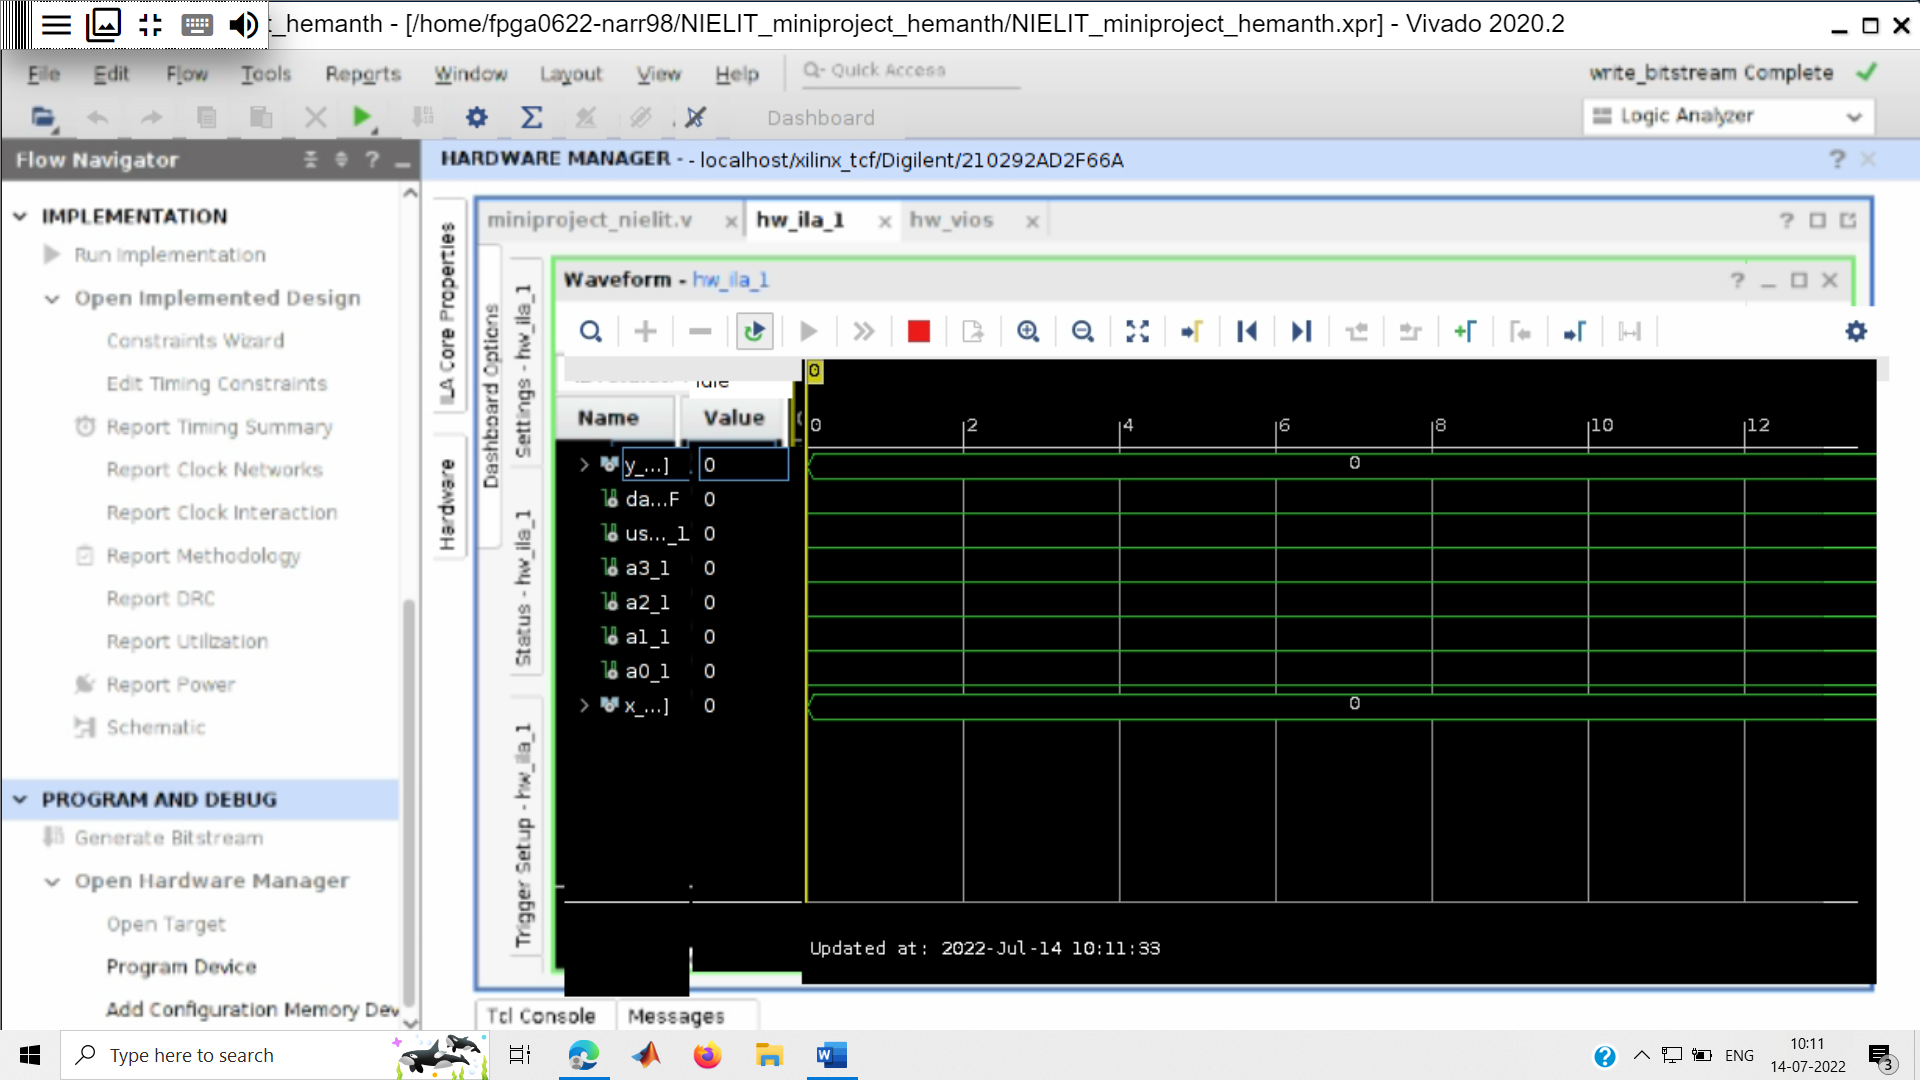 t_hemanth - [/home/fpga0622-narr98/NIELIT_miniproject_hemanth/NIELIT_miniproject_hemanth.xpr] - Vivado 2020.2
File Edit Flow Tools Reports Window Layout View Help Quick Access write_bitstream Complete
Dashboard Logic Analyzer
Flow Navigator
HARDWARE MANAGER - - localhost/xilinx_tcf/Digilent/210292AD2F66A
IMPLEMENTATION
Run Implementation
Open Implemented Design
Constraints Wizard
Edit Timing Constraints
Report Timing Summary
Report Clock Networks
Report Clock Interaction
Report Methodology
Report DRC
Report Utilization
Report Power
Schematic
PROGRAM AND DEBUG
Generate Bitstream
Open Hardware Manager
Open Target
Program Device
Add Configuration Memory Dev
ILA Core Properties
Hardware
miniproject_nielit.v hw_ila_1 hw_vios
Dashboard Options
Settings - hw_ila_1
Status - hw_ila_1
Trigger Setup - hw_ila_1
Waveform - hw_ila_1
Idle
0
Name Value
0 2 4 6 8 10 12
y_...] 0 0
da...F 0
us..._1 0
a3_1 0
a2_1 0
a1_1 0
a0_1 0
x_...] 0 0
Updated at: 2022-Jul-14 10:11:33
Tcl Console Messages
Type here to search
ENG
10:11
14-07-2022
3